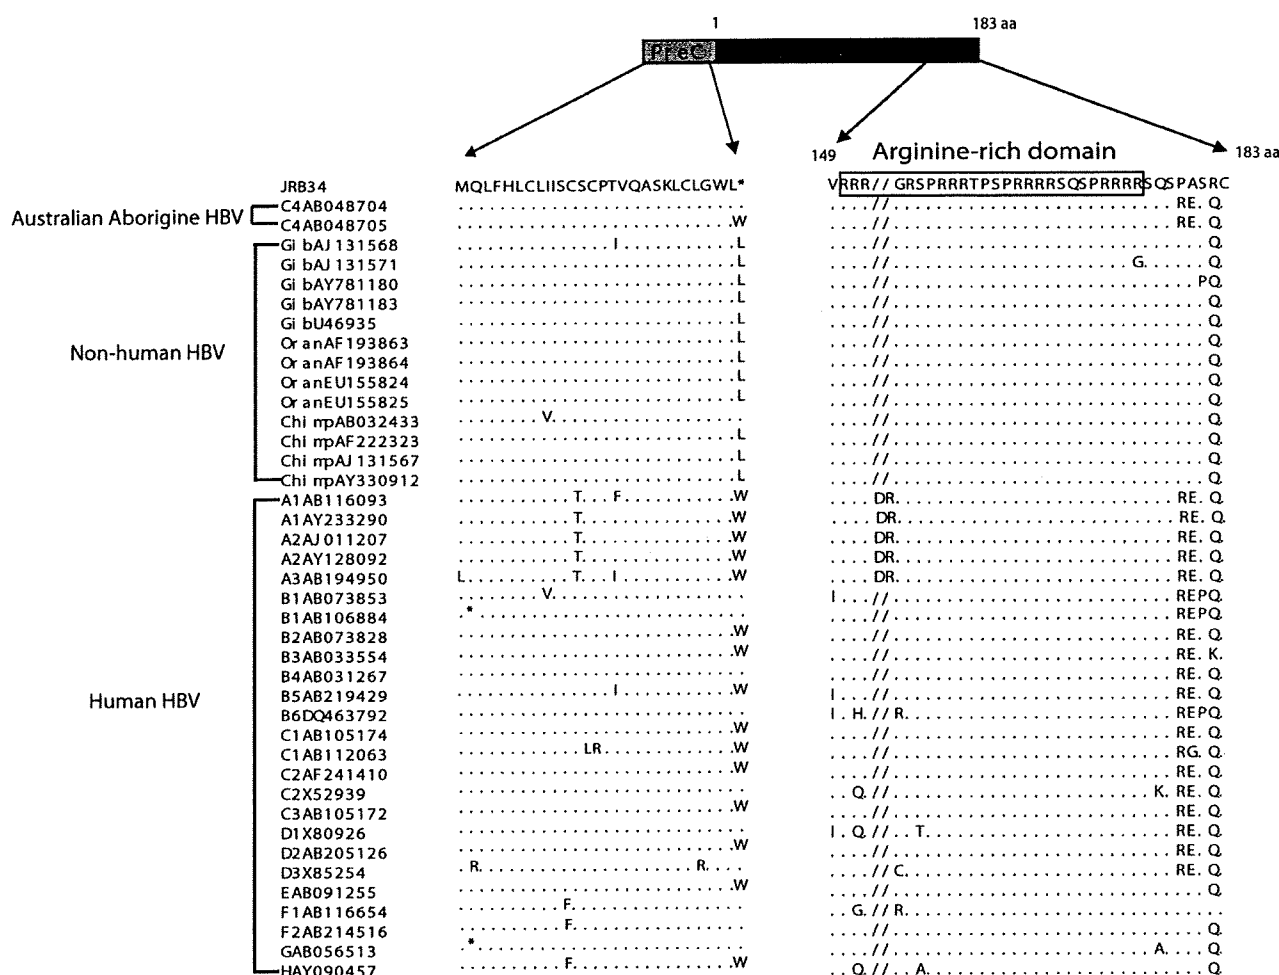 1 183 aa
PreC
149 Arginine-rich domain 183 aa
JRB34 MQLFHLCLIISCSCPTVQASKLCLGWL* VRRR//GRSPRRRTPSPRRRRSQSPRRRRSQSPASRC
Australian Aborigine HBV
C4AB048704 ............................ ....//..........................RE.Q.
C4AB048705 ...........................W ....//..........................RE.Q.
Non-human HBV
GibAJ131568 ...............I...........L ....//.............................Q.
GibAJ131571 ...........................L ....//......................G......Q.
GibAY781180 ...........................L ....//............................PQ.
GibAY781183 ...........................L ....//.............................Q.
GibU46935 ...........................L ....//.............................Q.
OranAF193863 ...........................L ....//.............................Q.
OranAF193864 ...........................L ....//.............................Q.
OranEU155824 ...........................L ....//.............................Q.
OranEU155825 ...........................L ....//.............................Q.
ChimpAB032433 .........V.................. ....//.............................Q.
ChimpAF222323 ...........................L ....//.............................Q.
ChimpAJ131567 ...........................L ....//.............................Q.
ChimpAY330912 ...........................L ....//.............................Q.
Human HBV
A1AB116093 ............T..F...........W ....DR..........................RE.Q.
A1AY233290 ............T..............W ....DR..........................RE.Q.
A2AJ011207 ............T..............W ....DR..........................RE.Q.
A2AY128092 ............T..............W ....DR..........................RE.Q.
A3AB194950 L...........T..I...........W ....DR..........................RE.Q.
B1AB073853 .........V.................. I...//..........................REPQ.
B1AB106884 .*.......................... ....//..........................REPQ.
B2AB073828 ...........................W ....//..........................RE.Q.
B3AB033554 ...........................W ....//..........................RE.K.
B4AB031267 ............................ ....//..........................RE.Q.
B5AB219429 ...............I...........W I...//..........................RE.Q.
B6DQ463792 ............................ I.H.//R.........................REPQ.
C1AB105174 ...........................W ....//..........................RE.Q.
C1AB112063 .............LR............W ....//..........................RG.Q.
C2AF241410 ...........................W ....//..........................RE.Q.
C2X52939 ............................ ..Q.//........................K.RE.Q.
C3AB105172 ...........................W ....//..........................RE.Q.
D1X80926 ............................ I.Q.//..T.......................RE.Q.
D2AB205126 ...........................W ....//..........................RE.Q.
D3X85254 .R.....................R.... ....//C.........................RE.Q.
EAB091255 ...........................W ....//.............................Q.
F1AB116654 ...........F................ ..G.//R..............................
F2AB214516 ...........F................ ....//.............................Q.
GAB056513 .*.......................... ....//........................A....Q.
HAY090457 ...........F...............W ..Q.//..A..........................Q.